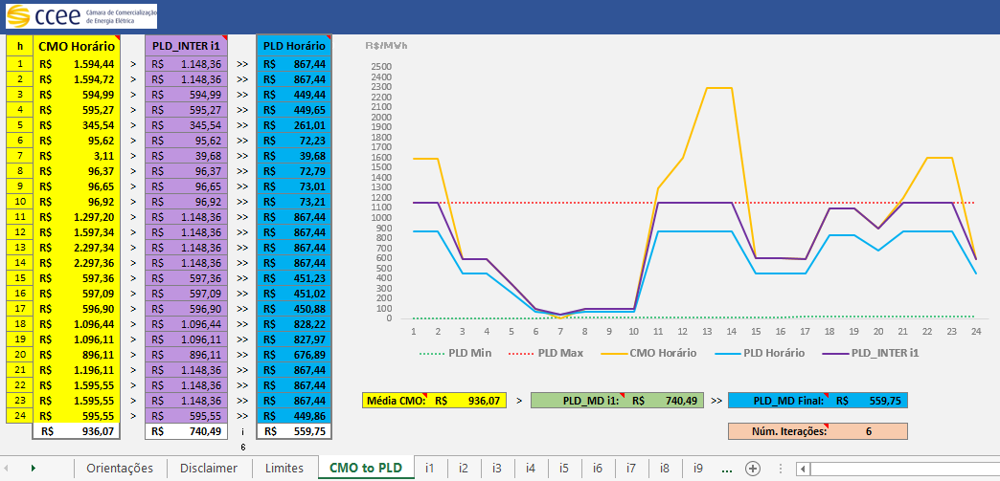 ccee
Câmara de Comercialização
de Energia Elétrica
h CMO Horário PLD_INTER i1 PLD Horário
1 R$ 1.594,44 > R$ 1.148,36 >> R$ 867,44
2 R$ 1.594,72 > R$ 1.148,36 >> R$ 867,44
3 R$ 594,99 > R$ 594,99 >> R$ 449,44
4 R$ 595,27 > R$ 595,27 >> R$ 449,65
5 R$ 345,54 > R$ 345,54 >> R$ 261,01
6 R$ 95,62 > R$ 95,62 >> R$ 72,23
7 R$ 3,11 > R$ 39,68 >> R$ 39,68
8 R$ 96,37 > R$ 96,37 >> R$ 72,79
9 R$ 96,65 > R$ 96,65 >> R$ 73,01
10 R$ 96,92 > R$ 96,92 >> R$ 73,21
11 R$ 1.297,20 > R$ 1.148,36 >> R$ 867,44
12 R$ 1.597,34 > R$ 1.148,36 >> R$ 867,44
13 R$ 2.297,34 > R$ 1.148,36 >> R$ 867,44
14 R$ 2.297,36 > R$ 1.148,36 >> R$ 867,44
15 R$ 597,36 > R$ 597,36 >> R$ 451,23
16 R$ 597,09 > R$ 597,09 >> R$ 451,02
17 R$ 596,90 > R$ 596,90 >> R$ 450,88
18 R$ 1.096,44 > R$ 1.096,44 >> R$ 828,22
19 R$ 1.096,11 > R$ 1.096,11 >> R$ 827,97
20 R$ 896,11 > R$ 896,11 >> R$ 676,89
21 R$ 1.196,11 > R$ 1.148,36 >> R$ 867,44
22 R$ 1.595,55 > R$ 1.148,36 >> R$ 867,44
23 R$ 1.595,55 > R$ 1.148,36 >> R$ 867,44
24 R$ 595,55 > R$ 595,55 >> R$ 449,86
R$ 936,07 R$ 740,49 i R$ 559,75
6
R$/MWh
2500
2400
2300
2200
2100
2000
1900
1800
1700
1600
1500
1400
1300
1200
1100
1000
900
800
700
600
500
400
300
200
100
0
1 2 3 4 5 6 7 8 9 10 11 12 13 14 15 16 17 18 19 20 21 22 23 24
PLD Min PLD Max CMO Horário PLD Horário PLD_INTER i1
Média CMO: R$ 936,07 > PLD_MD i1: R$ 740,49 >> PLD_MD Final: R$ 559,75
Núm. Iterações: 6
Orientações Disclaimer Limites CMO to PLD i1 i2 i3 i4 i5 i6 i7 i8 i9 ...